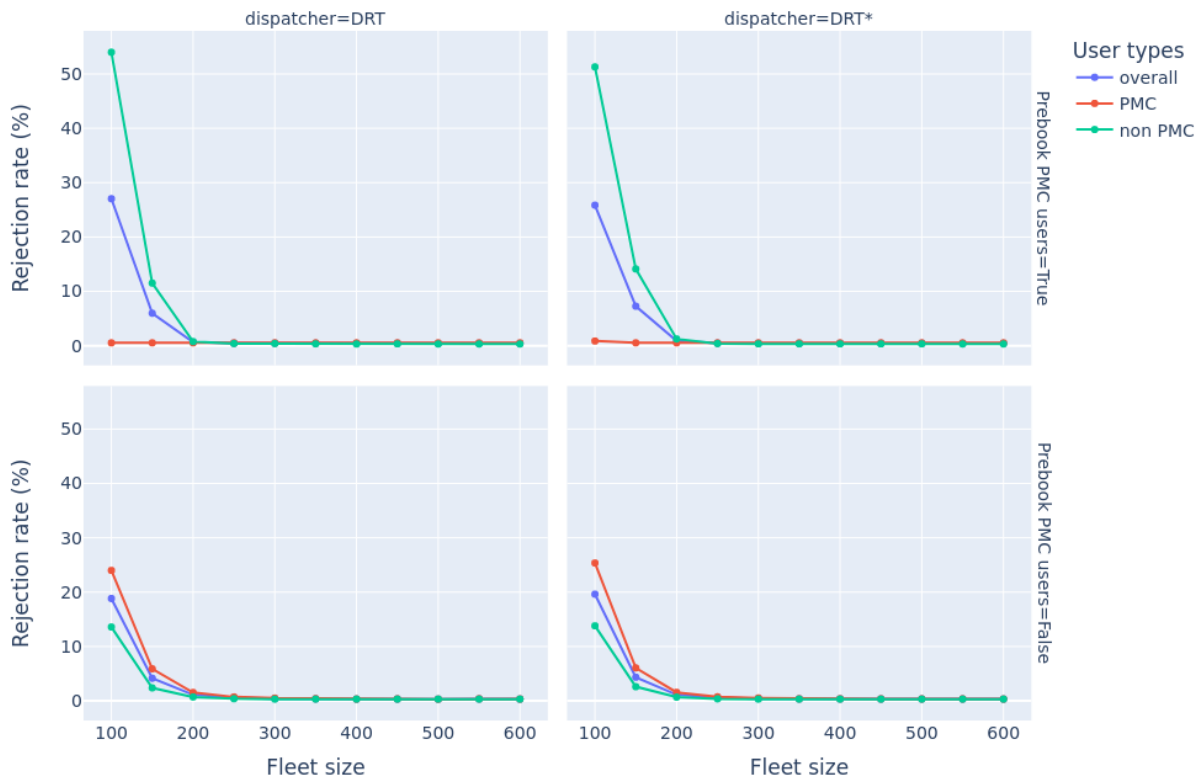 dispatcher=DRT
dispatcher=DRT*
User types
overall
PMC
non PMC
Rejection rate (%)
50
40
30
20
10
0
Prebook PMC users=True
Rejection rate (%)
50
40
30
20
10
0
Prebook PMC users=False
100 200 300 400 500 600
100 200 300 400 500 600
Fleet size
Fleet size